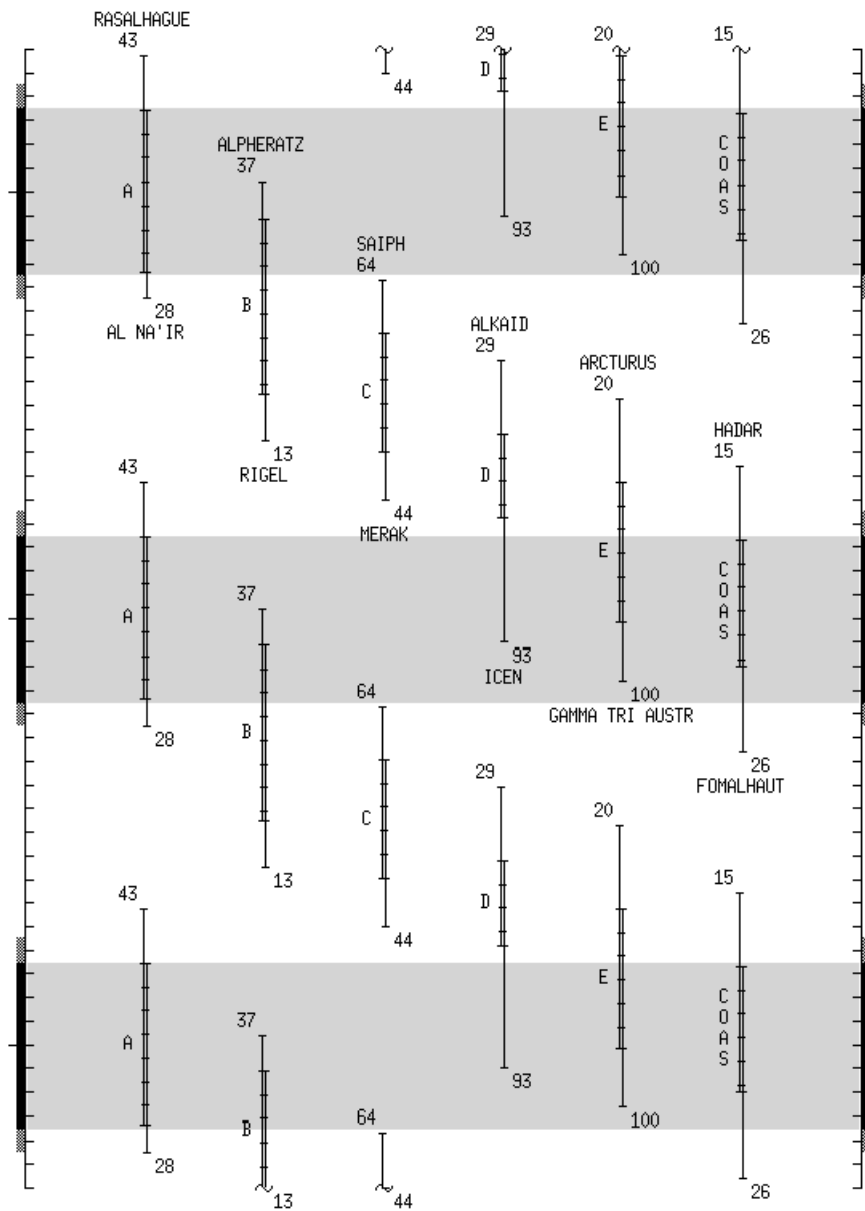 RASALHAGUE
43
29
20
15
D
44
E
C
O
A
S
ALPHERATZ
37
A
93
SAIPH
64
100
28
AL NA'IR
B
ALKAID
29
26
ARCTURUS
20
C
HADAR
15
13
RIGEL
43
D
44
MERAK
E
C
O
A
S
37
A
93
ICEN
100
GAMMA TRI AUSTR
64
28
B
26
FOMALHAUT
29
20
C
13
15
43
D
44
E
C
O
A
S
37
A
93
100
64
28
B
26
13
44